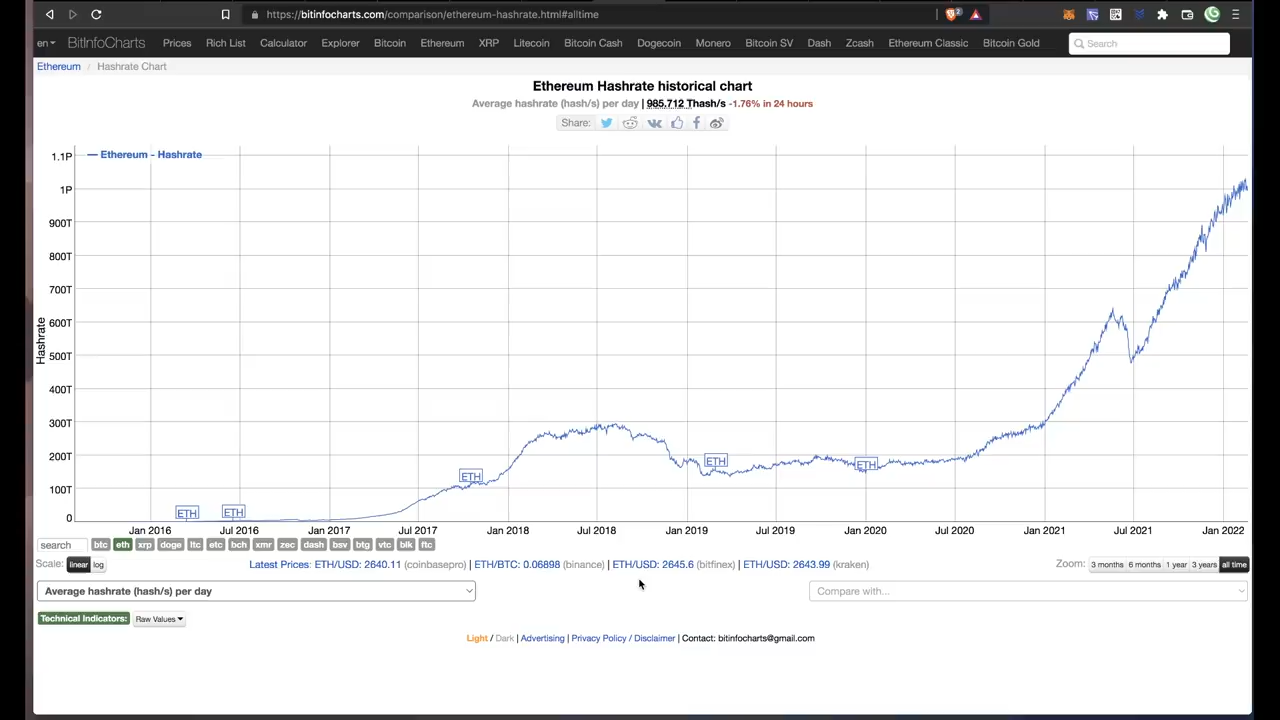 https://bitinfocharts.com/comparison/ethereum-hashrate.html#alltime
2
en BitInfoCharts Prices Rich List Calculator Explorer Bitcoin Ethereum XRP Litecoin Bitcoin Cash Dogecoin Monero Bitcoin SV Dash Zcash Ethereum Classic Bitcoin Gold Search
Ethereum / Hashrate Chart
Ethereum Hashrate historical chart
Average hashrate (hash/s) per day | 985.712 Thash/s -1.76% in 24 hours
Share:
1.1P
Ethereum - Hashrate
1P
900T
800T
700T
600T
500T
400T
300T
200T
100T
0
Hashrate
ETH
ETH
ETH
ETH
ETH
Jan 2016 Jul 2016 Jan 2017 Jul 2017 Jan 2018 Jul 2018 Jan 2019 Jul 2019 Jan 2020 Jul 2020 Jan 2021 Jul 2021 Jan 2022
search btc eth xrp doge ltc etc bch xmr zec dash bsv btg vtc blk ftc
Scale: linear log Latest Prices: ETH/USD: 2640.11 (coinbasepro) | ETH/BTC: 0.06898 (binance) | ETH/USD: 2645.6 (bitfinex) | ETH/USD: 2643.99 (kraken) Zoom: 3 months 6 months 1 year 3 years all time
Average hashrate (hash/s) per day Compare with...
Technical Indicators: Raw Values
Light / Dark | Advertising | Privacy Policy / Disclaimer | Contact: bitinfocharts@gmail.com